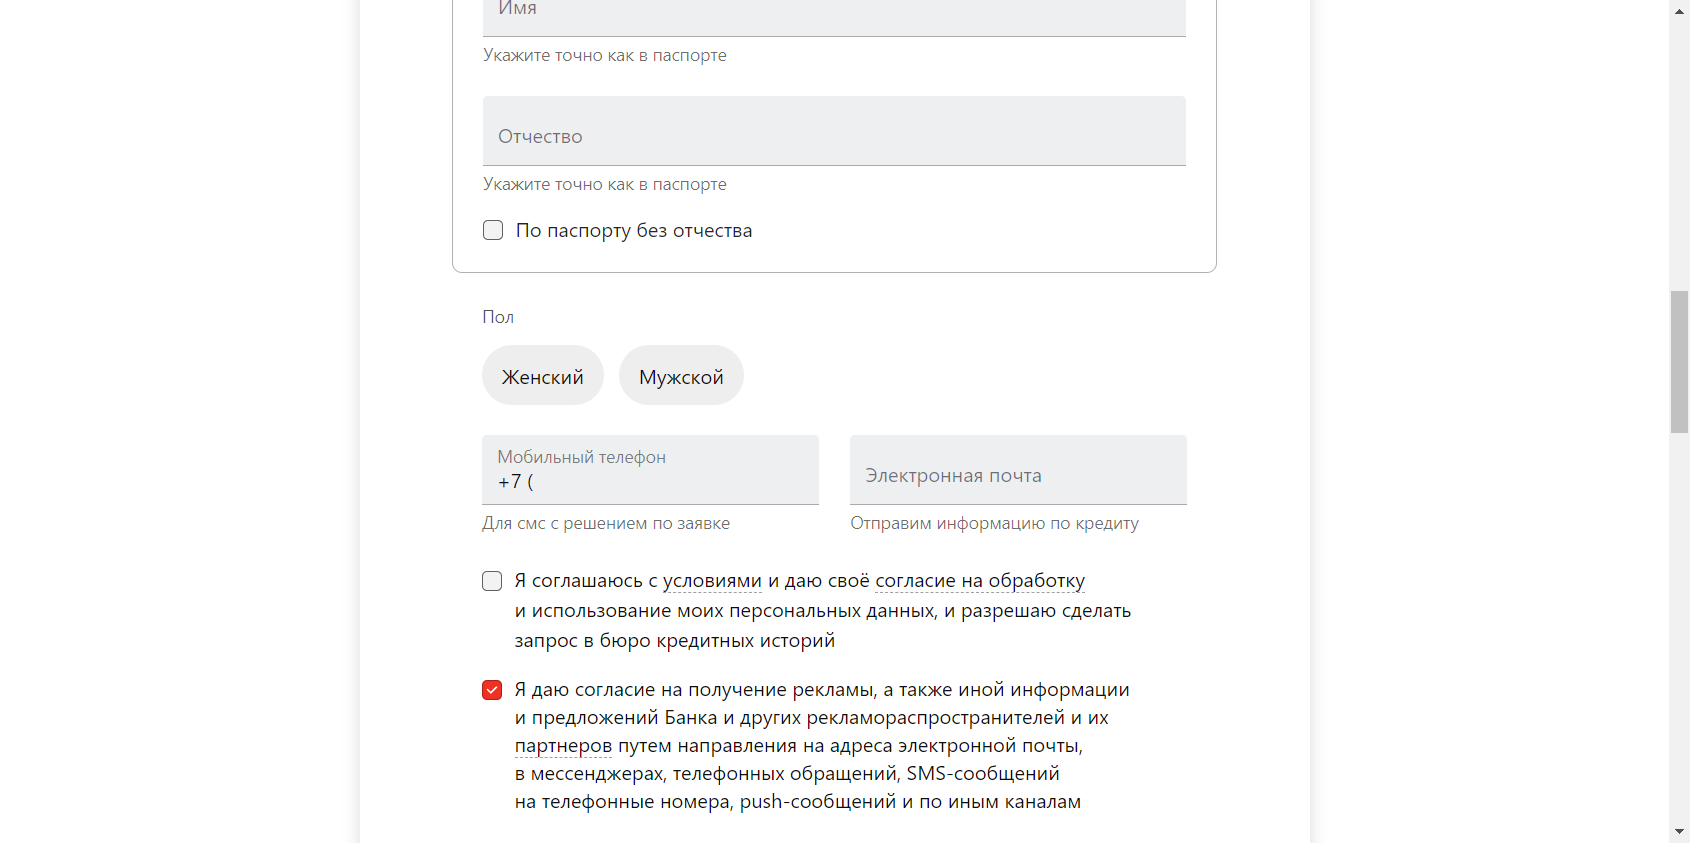 Имя
Укажите точно как в паспорте
Отчество
Укажите точно как в паспорте
По паспорту без отчества
Пол
Женский Мужской
Мобильный телефон
+7 (
Электронная почта
Для смс с решением по заявке
Отправим информацию по кредиту
Я соглашаюсь с условиями и даю своё согласие на обработку
и использование моих персональных данных, и разрешаю сделать
запрос в бюро кредитных историй
Я даю согласие на получение рекламы, а также иной информации
и предложений Банка и других рекламораспространителей и их
партнеров путем направления на адреса электронной почты,
в мессенджерах, телефонных обращений, SMS-сообщений
на телефонные номера, push-сообщений и по иным каналам